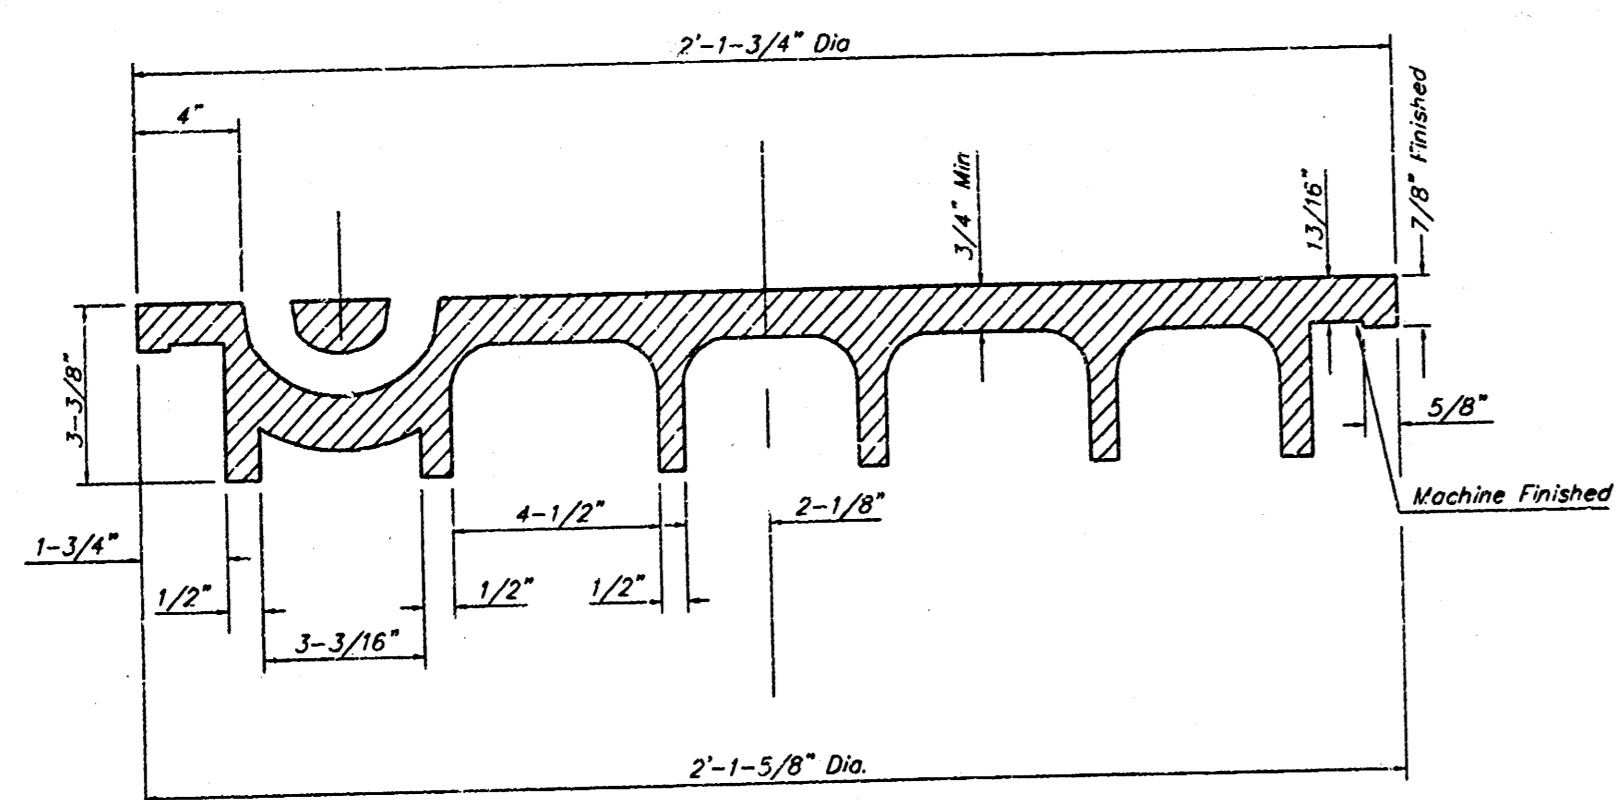 2'-1-3/4" Dia
4"
3/4" Min
13/16"
7/8" Finished
3-3/8"
5/8"
Machine Finished
4-1/2"
2-1/8"
1-3/4"
1/2"
1/2"
1/2"
3-3/16"
2'-1-5/8" Dia.